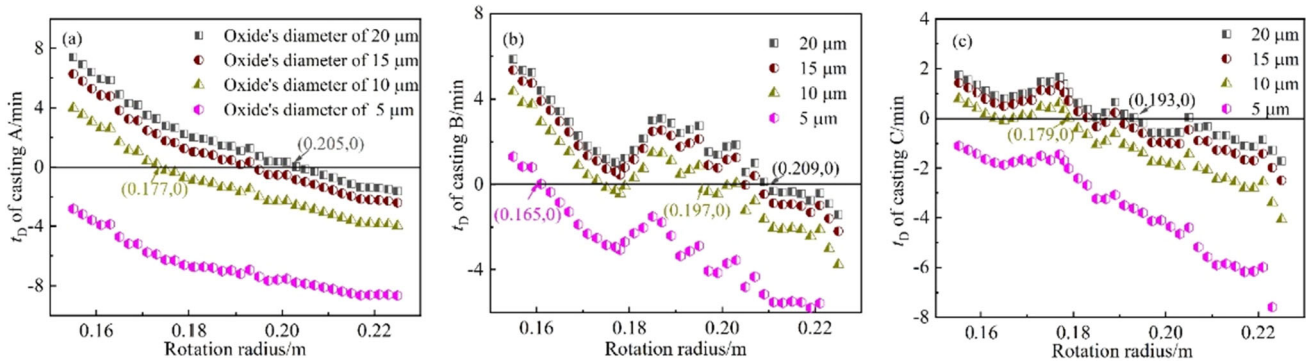 (a)
Oxide's diameter of 20 μm
Oxide's diameter of 15 μm
Oxide's diameter of 10 μm
Oxide's diameter of 5 μm
(0.205,0)
(0.177,0)
8
4
0
-4
-8
0.16
0.18
0.20
0.22
tD of casting A/min
Rotation radius/m
(b)
20 μm
15 μm
10 μm
5 μm
(0.209,0)
(0.165,0)
(0.197,0)
8
4
0
-4
0.16
0.18
0.20
0.22
tD of casting B/min
Rotation radius/m
(c)
20 μm
15 μm
10 μm
5 μm
(0.193,0)
(0.179,0)
4
2
0
-2
-4
-6
-8
0.16
0.18
0.20
0.22
tD of casting C/min
Rotation radius/m